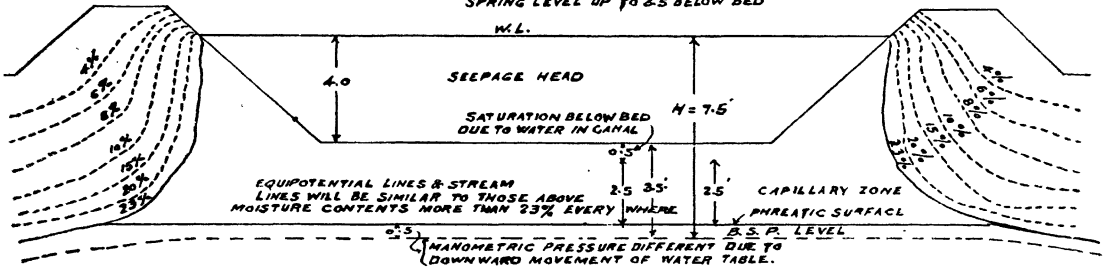 SPRING LEVEL UP TO 2.5 BELOW BED
W.L.
4.0
SEEPAGE HEAD
H = 7.5'
SATURATION BELOW BED
DUE TO WATER IN CANAL
0.5'
4%
6%
8%
10%
15%
20%
23%
4%
6%
8%
10%
15%
20%
23%
2.5
3.5'
2.5'
EQUIPOTENTIAL LINES & STREAM
LINES WILL BE SIMILAR TO THOSE ABOVE
MOISTURE CONTENTS MORE THAN 23% EVERY WHERE
CAPILLARY ZONE
PHREATIC SURFACE
B.S.P. LEVEL
0.5
MANOMETRIC PRESSURE DIFFERENT DUE TO
DOWNWARD MOVEMENT OF WATER TABLE.